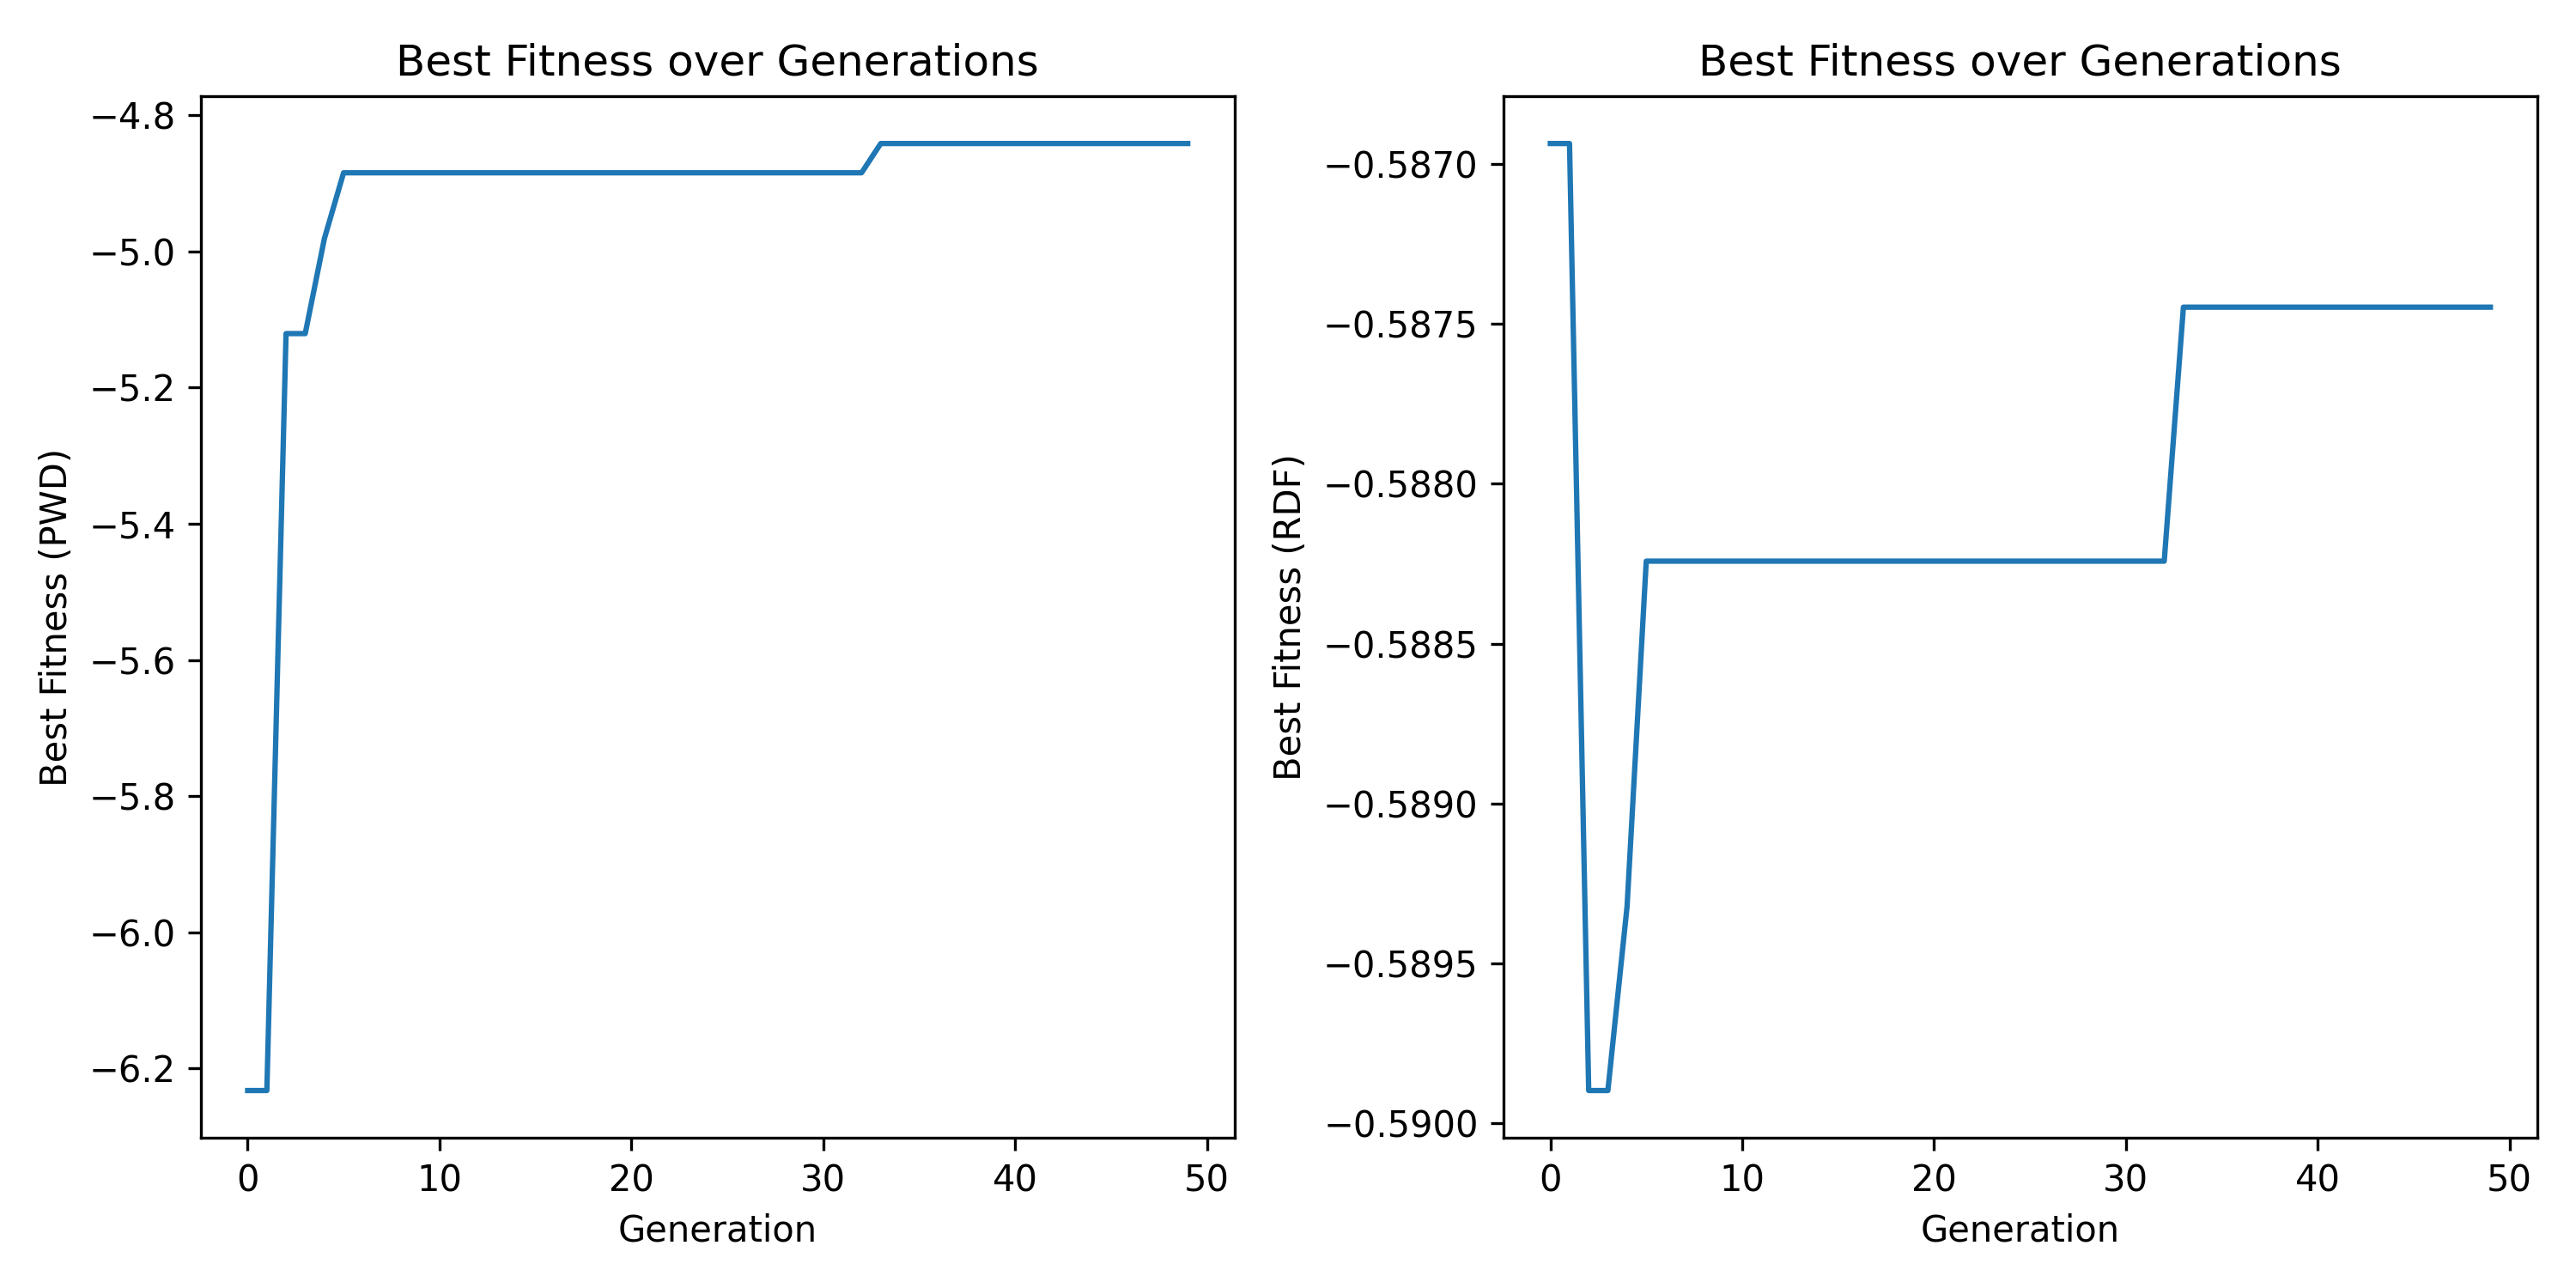 Best Fitness over Generations
Best Fitness (PWD)
−4.8
−5.0
−5.2
−5.4
−5.6
−5.8
−6.0
−6.2
0 10 20 30 40 50
Generation
Best Fitness over Generations
Best Fitness (RDF)
−0.5870
−0.5875
−0.5880
−0.5885
−0.5890
−0.5895
−0.5900
0 10 20 30 40 50
Generation